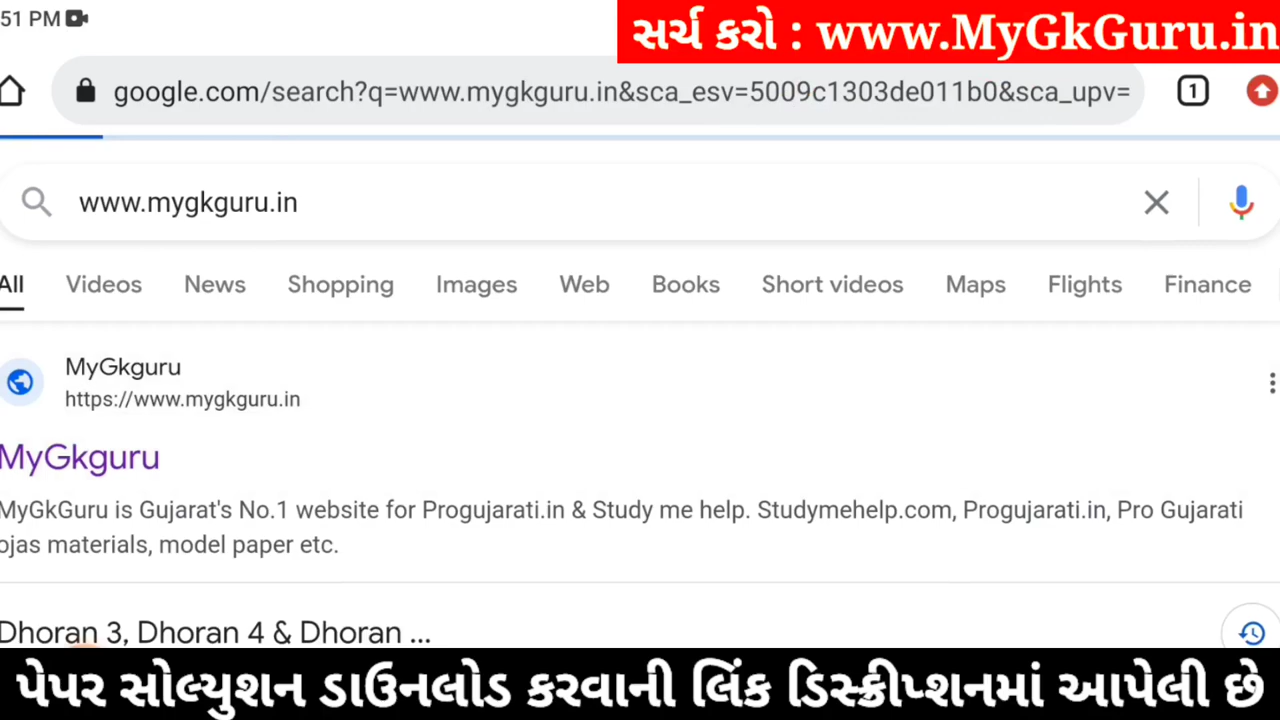 51 PM
સર્ચ કરો : www.MyGkGuru.in
google.com/search?q=www.mygkguru.in&sca_esv=5009c1303de011b0&sca_upv=
1
www.mygkguru.in
All Videos News Shopping Images Web Books Short videos Maps Flights Finance
MyGkguru
https://www.mygkguru.in
MyGkguru
MyGkGuru is Gujarat's No.1 website for Progujarati.in & Study me help. Studymehelp.com, Progujarati.in, Pro Gujarati
ojas materials, model paper etc.
Dhoran 3, Dhoran 4 & Dhoran ...
પેપર સોલ્યુશન ડાઉનલોડ કરવાની લિંક ડિસ્ક્રીપ્શનમાં આપેલી છે